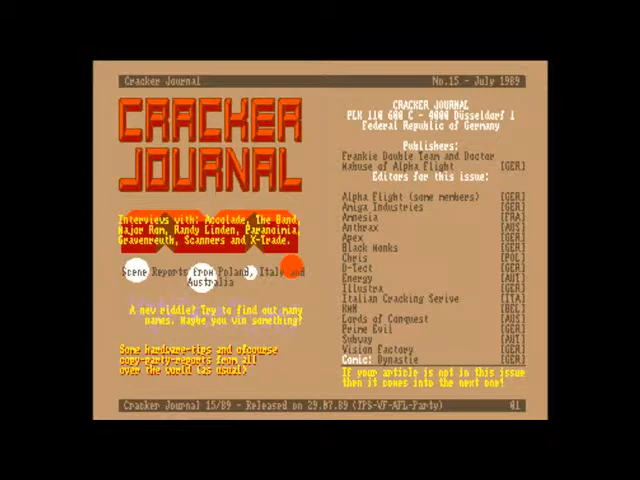 Cracker Journal
No.15 - July 1989
CRACKER
JOURNAL
Interviews with: Accolade, The Band,
Major Rom, Randy Linden, Paranoimia,
Gravenreuth, Scanners and X-Trade.
Scene Reports from Poland, Italy and
Australia
A new riddle? Try to find out many
names. Maybe you win something?
Some hardware-tips and ofcourse
copy-party-reports from all
over the world (as usual)
CRACKER JOURNAL
PLK 110 600 C - 4000 Düsseldorf 1
Federal Republic of Germany
Publishers:
Frankie Double Team and Doctor
Mabuse of Alpha Flight [GER]
Editors for this issue:
Alpha Flight (some members) [GER]
Amiga Industries [GER]
Amnesia [FRA]
Anthrax [AUS]
Apex [GER]
Black Monks [GER]
Chris [POL]
D-Tect [GER]
Energy [AUT]
Illustra [GER]
Italian Cracking Serive [ITA]
[BEL]
Lords of Conquest [AUS]
Prime Evil [GER]
Subway [AUT]
Vision Factory [GER]
Comic: Dynastie [GER]
If your article is not in this issue
then it comes into the next one!
Cracker Journal 15/89 - Released on 29.07.89 (TPS-VF-AFL-Party)
01